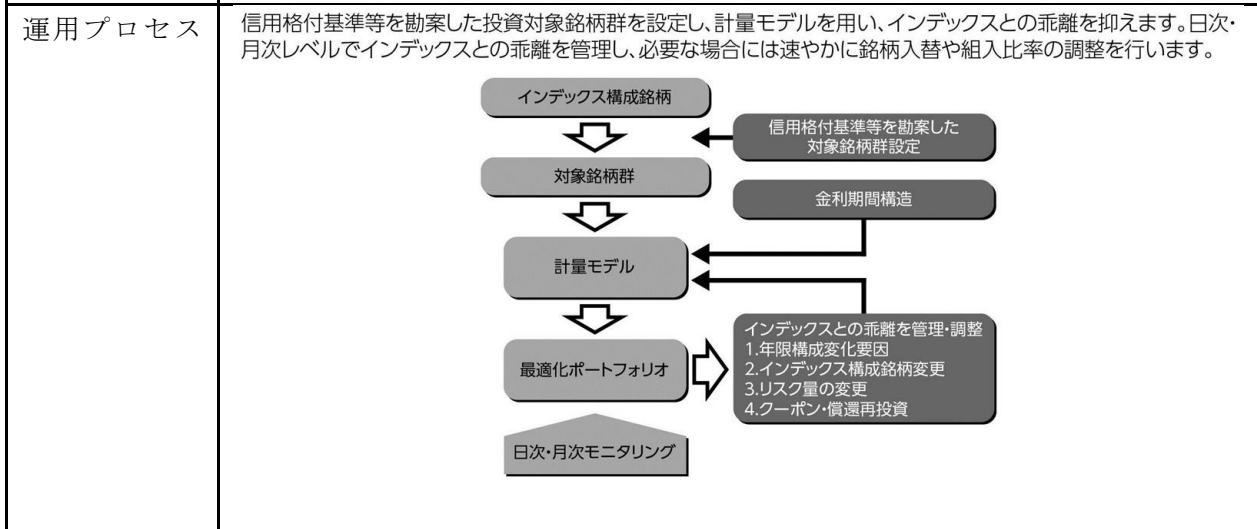 運用プロセス
信用格付基準等を勘案した投資対象銘柄群を設定し、計量モデルを用い、インデックスとの乖離を抑えます。日次・
月次レベルでインデックスとの乖離を管理し、必要な場合には速やかに銘柄入替や組入比率の調整を行います。
インデックス構成銘柄
信用格付基準等を勘案した
対象銘柄群設定
対象銘柄群
金利期間構造
計量モデル
インデックスとの乖離を管理・調整
1.年限構成変化要因
2.インデックス構成銘柄変更
3.リスク量の変更
4.クーポン・償還再投資
最適化ポートフォリオ
日次・月次モニタリング